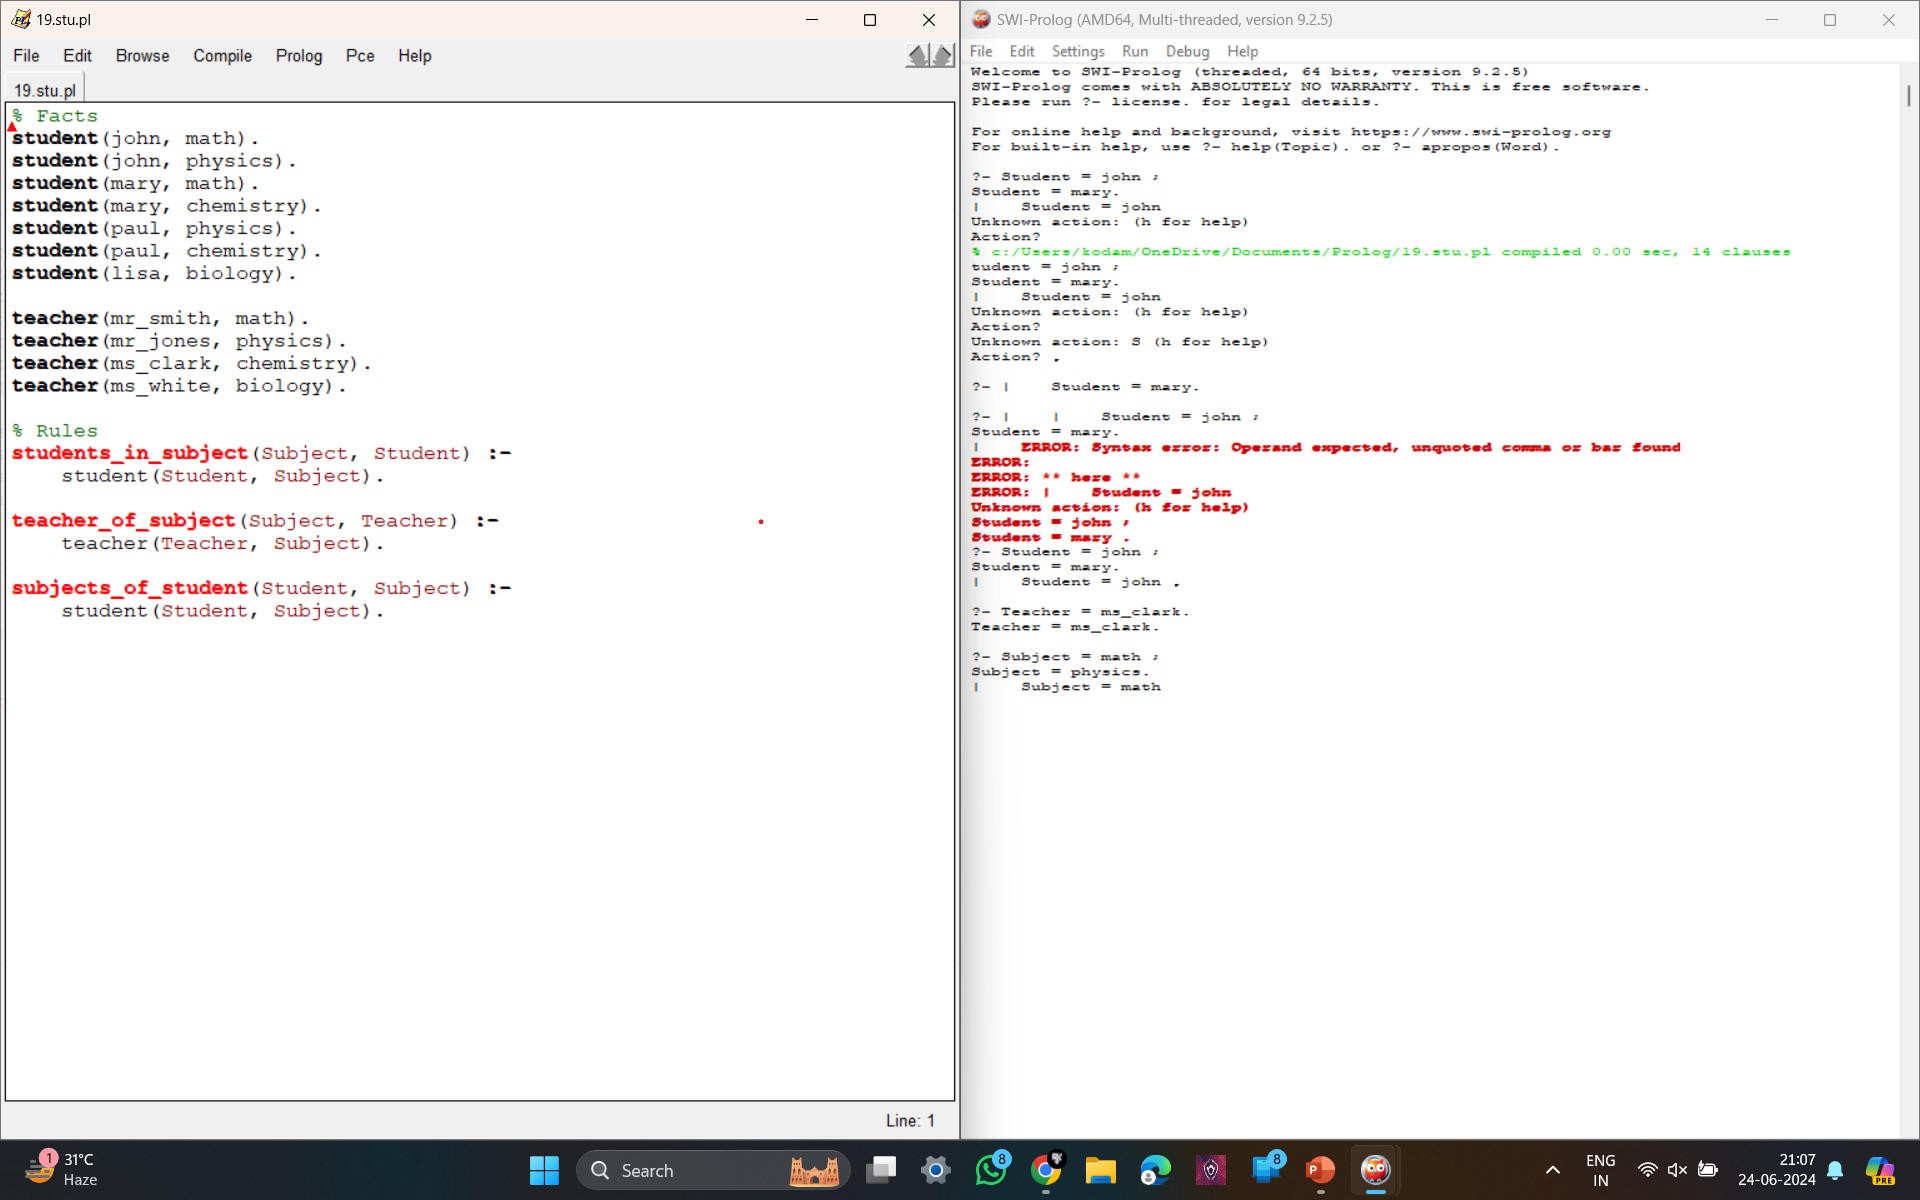 19.stu.pl
File Edit Browse Compile Prolog Pce Help
19.stu.pl
% Facts
student(john, math).
student(john, physics).
student(mary, math).
student(mary, chemistry).
student(paul, physics).
student(paul, chemistry).
student(lisa, biology).
teacher(mr_smith, math).
teacher(mr_jones, physics).
teacher(ms_clark, chemistry).
teacher(ms_white, biology).
% Rules
students_in_subject(Subject, Student) :-
student(Student, Subject).
teacher_of_subject(Subject, Teacher) :-
teacher(Teacher, Subject).
subjects_of_student(Student, Subject) :-
student(Student, Subject).
Line: 1
SWI-Prolog (AMD64, Multi-threaded, version 9.2.5)
File Edit Settings Run Debug Help
Welcome to SWI-Prolog (threaded, 64 bits, version 9.2.5)
SWI-Prolog comes with ABSOLUTELY NO WARRANTY. This is free software.
Please run ?- license. for legal details.
For online help and background, visit https://www.swi-prolog.org
For built-in help, use ?- help(Topic). or ?- apropos(Word).
?- Student = john ;
Student = mary.
|    Student = john
Unknown action:  (h for help)
Action?
% c:/Users/kodam/OneDrive/Documents/Prolog/19.stu.pl compiled 0.00 sec, 14 clauses
tudent = john ;
Student = mary.
|    Student = john
Unknown action:  (h for help)
Action?
Unknown action: S (h for help)
Action? .
?- |    Student = mary.
?- |    |    Student = john ;
Student = mary.
|    ERROR: Syntax error: Operand expected, unquoted comma or bar found
ERROR:
ERROR: ** here **
ERROR: |    Student = john
Unknown action:  (h for help)
Student = john ;
Student = mary .
?- Student = john ;
Student = mary.
|    Student = john .
?- Teacher = ms_clark.
Teacher = ms_clark.
?- Subject = math ;
Subject = physics.
|    Subject = math
1
31°C
Haze
Search
8
8
PRE
ENG
IN
21:07
24-06-2024